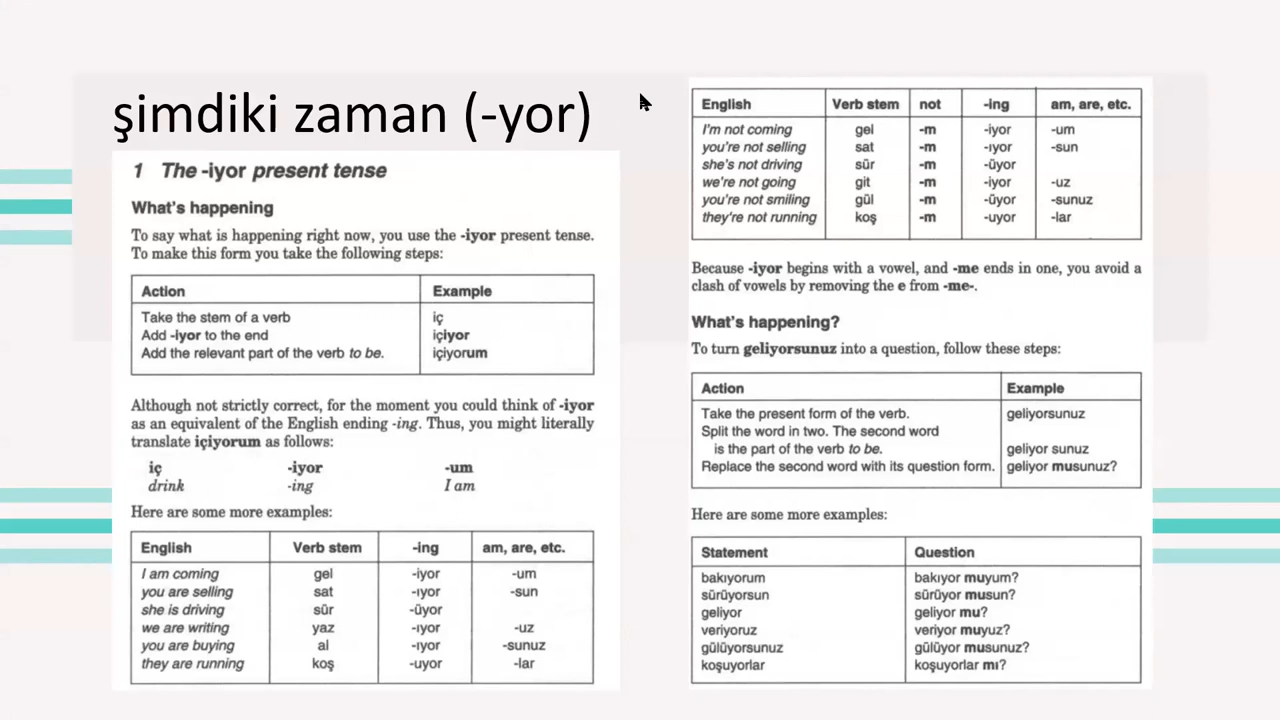 şimdiki zaman (-yor)
1 The -iyor present tense
What's happening
To say what is happening right now, you use the -iyor present tense.
To make this form you take the following steps:
Action Example
Take the stem of a verb iç
Add -iyor to the end içiyor
Add the relevant part of the verb to be. içiyorum
Although not strictly correct, for the moment you could think of -iyor
as an equivalent of the English ending -ing. Thus, you might literally
translate içiyorum as follows:
iç -iyor -um
drink -ing I am
Here are some more examples:
English Verb stem -ing am, are, etc.
I am coming gel -iyor -um
you are selling sat -ıyor -sun
she is driving sür -üyor
we are writing yaz -ıyor -uz
you are buying al -ıyor -sunuz
they are running koş -uyor -lar
English Verb stem not -ing am, are, etc.
I'm not coming gel -m -iyor -um
you're not selling sat -m -ıyor -sun
she's not driving sür -m -üyor
we're not going git -m -iyor -uz
you're not smiling gül -m -üyor -sunuz
they're not running koş -m -uyor -lar
Because -iyor begins with a vowel, and -me ends in one, you avoid a
clash of vowels by removing the e from -me-.
What's happening?
To turn geliyorsunuz into a question, follow these steps:
Action Example
Take the present form of the verb. geliyorsunuz
Split the word in two. The second word
is the part of the verb to be. geliyor sunuz
Replace the second word with its question form. geliyor musunuz?
Here are some more examples:
Statement Question
bakıyorum bakıyor muyum?
sürüyorsun sürüyor musun?
geliyor geliyor mu?
veriyoruz veriyor muyuz?
gülüyorsunuz gülüyor musunuz?
koşuyorlar koşuyorlar mı?